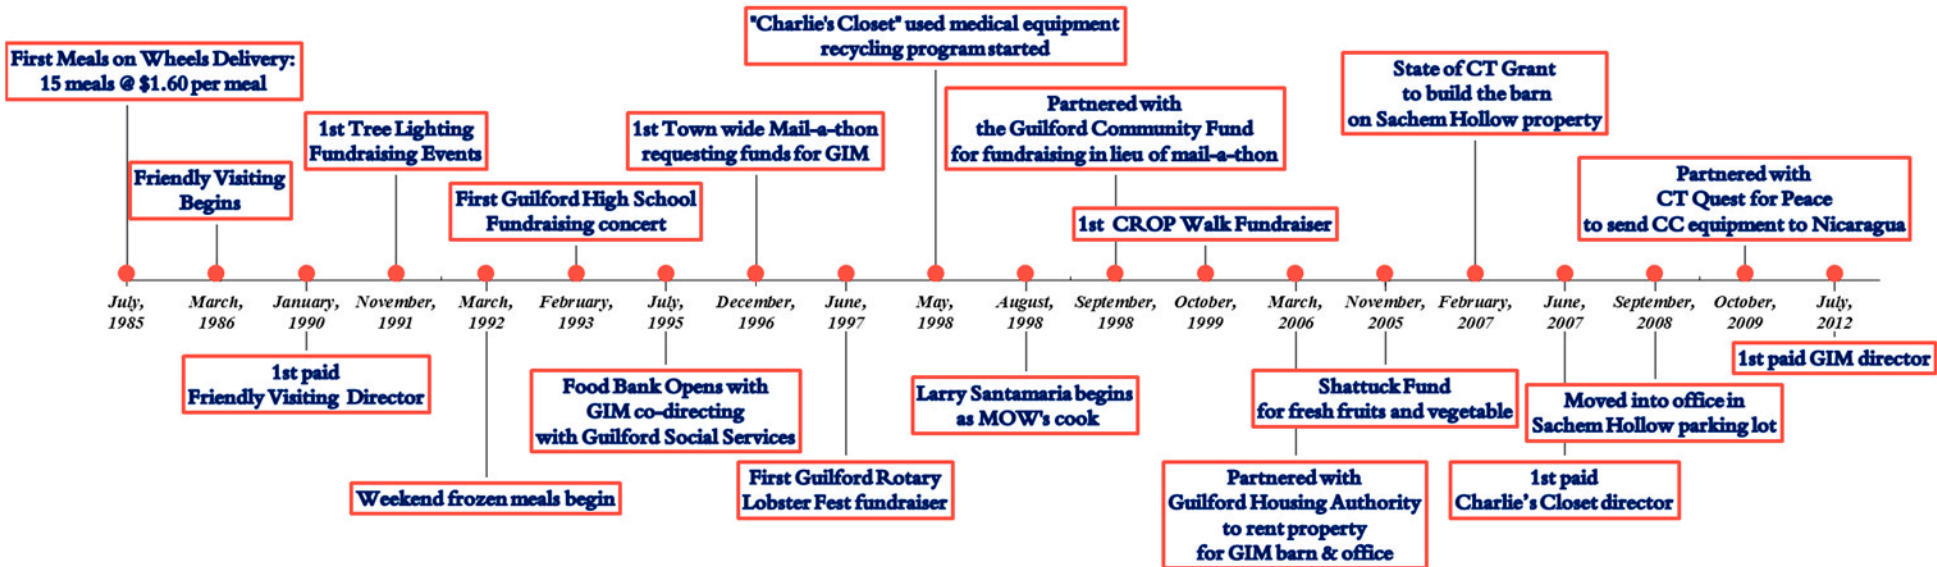 "Charlie's Closet" used medical equipment
recycling program started
First Meals on Wheels Delivery:
15 meals @ $1.60 per meal
State of CT Grant
to build the barn
on Sachem Hollow property
Partnered with
the Guilford Community Fund
for fundraising in lieu of mail-a-thon
1st Tree Lighting
Fundraising Events
1st Town wide Mail-a-thon
requesting funds for GIM
Friendly Visiting
Begins
Partnered with
CT Quest for Peace
to send CC equipment to Nicaragua
First Guilford High School
Fundraising concert
1st CROP Walk Fundraiser
July,
1985
March,
1986
January,
1990
November,
1991
March,
1992
February,
1993
July,
1995
December,
1996
June,
1997
May,
1998
August,
1998
September,
1998
October,
1999
March,
2006
November,
2005
February,
2007
June,
2007
September,
2008
October,
2009
July,
2012
1st paid GIM director
1st paid
Friendly Visiting Director
Food Bank Opens with
GIM co-directing
with Guilford Social Services
Larry Santamaria begins
as MOW's cook
Shattuck Fund
for fresh fruits and vegetable
Moved into office in
Sachem Hollow parking lot
Weekend frozen meals begin
First Guilford Rotary
Lobster Fest fundraiser
Partnered with
Guilford Housing Authority
to rent property
for GIM barn & office
1st paid
Charlie's Closet director